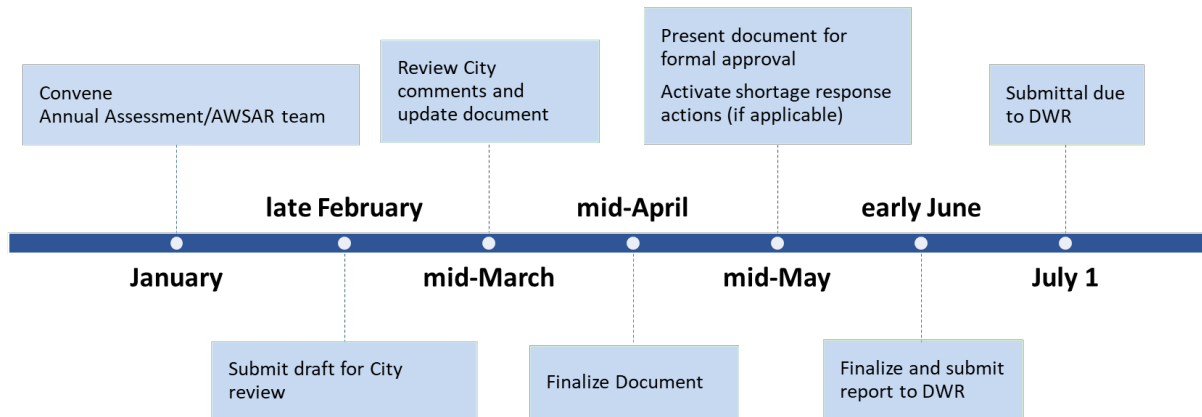 Convene
Annual Assessment/AWSAR team
Review City
comments and
update document
Present document for
formal approval
Activate shortage response
actions (if applicable)
Submittal due
to DWR
late February
mid-April
early June
January
mid-March
mid-May
July 1
Submit draft for City
review
Finalize Document
Finalize and submit
report to DWR